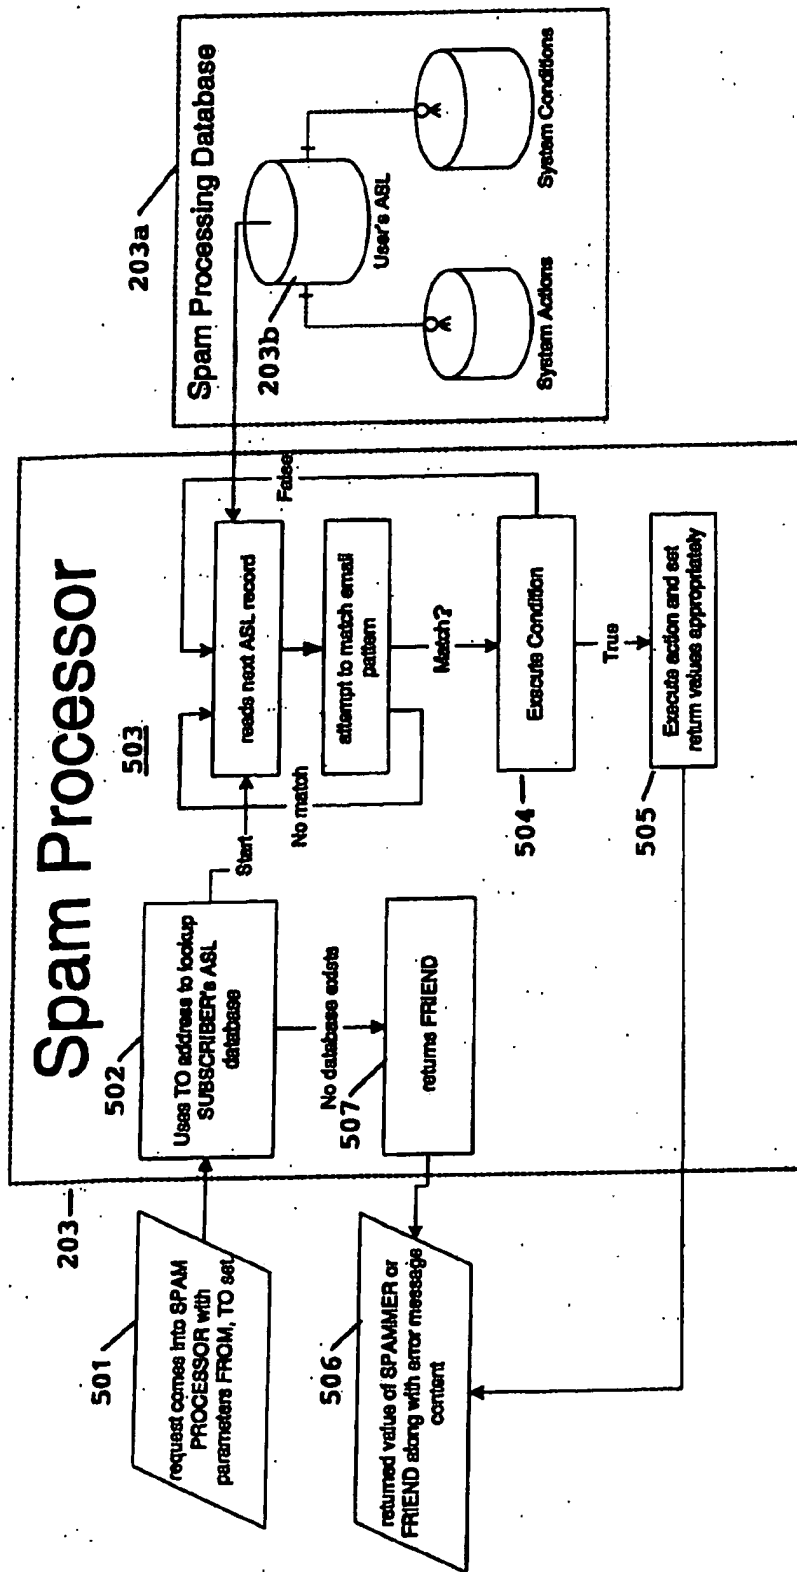 Spam Processor
203
501
request comes into SPAM
PROCESSOR with
parameters FROM, TO set
502
Uses TO address to lookup
SUBSCRIBER's ASL
database
Start
No database exists
507
returns FRIEND
506
returned value of SPAMMER or
FRIEND along with error message
content
503
reads next ASL record
False
No match
attempt to match email
pattern
Match?
504
Execute Condition
True
505
Execute action and set
return values appropriately
203a
Spam Processing Database
203b
User's ASL
System Actions
System Conditions